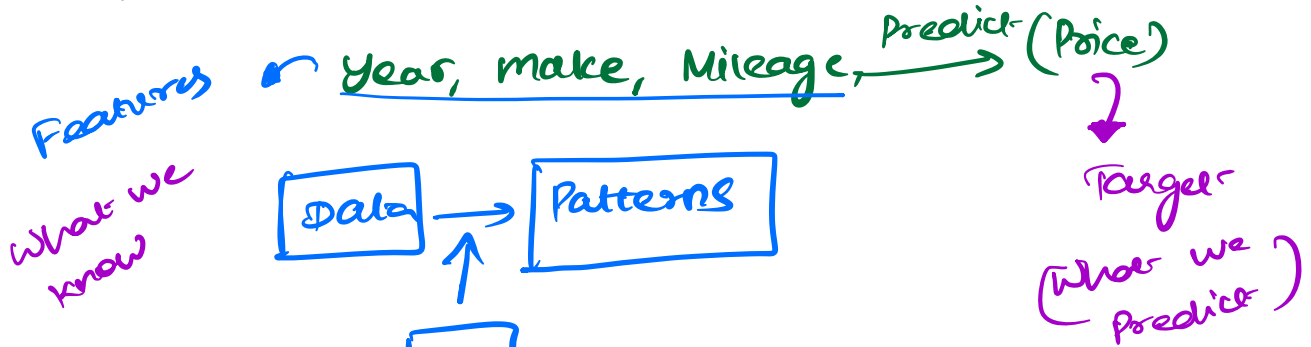 Predict
year, make, Mileage, (Price)
Features
Data
Patterns
Target
What we
know
(What we
Predict)